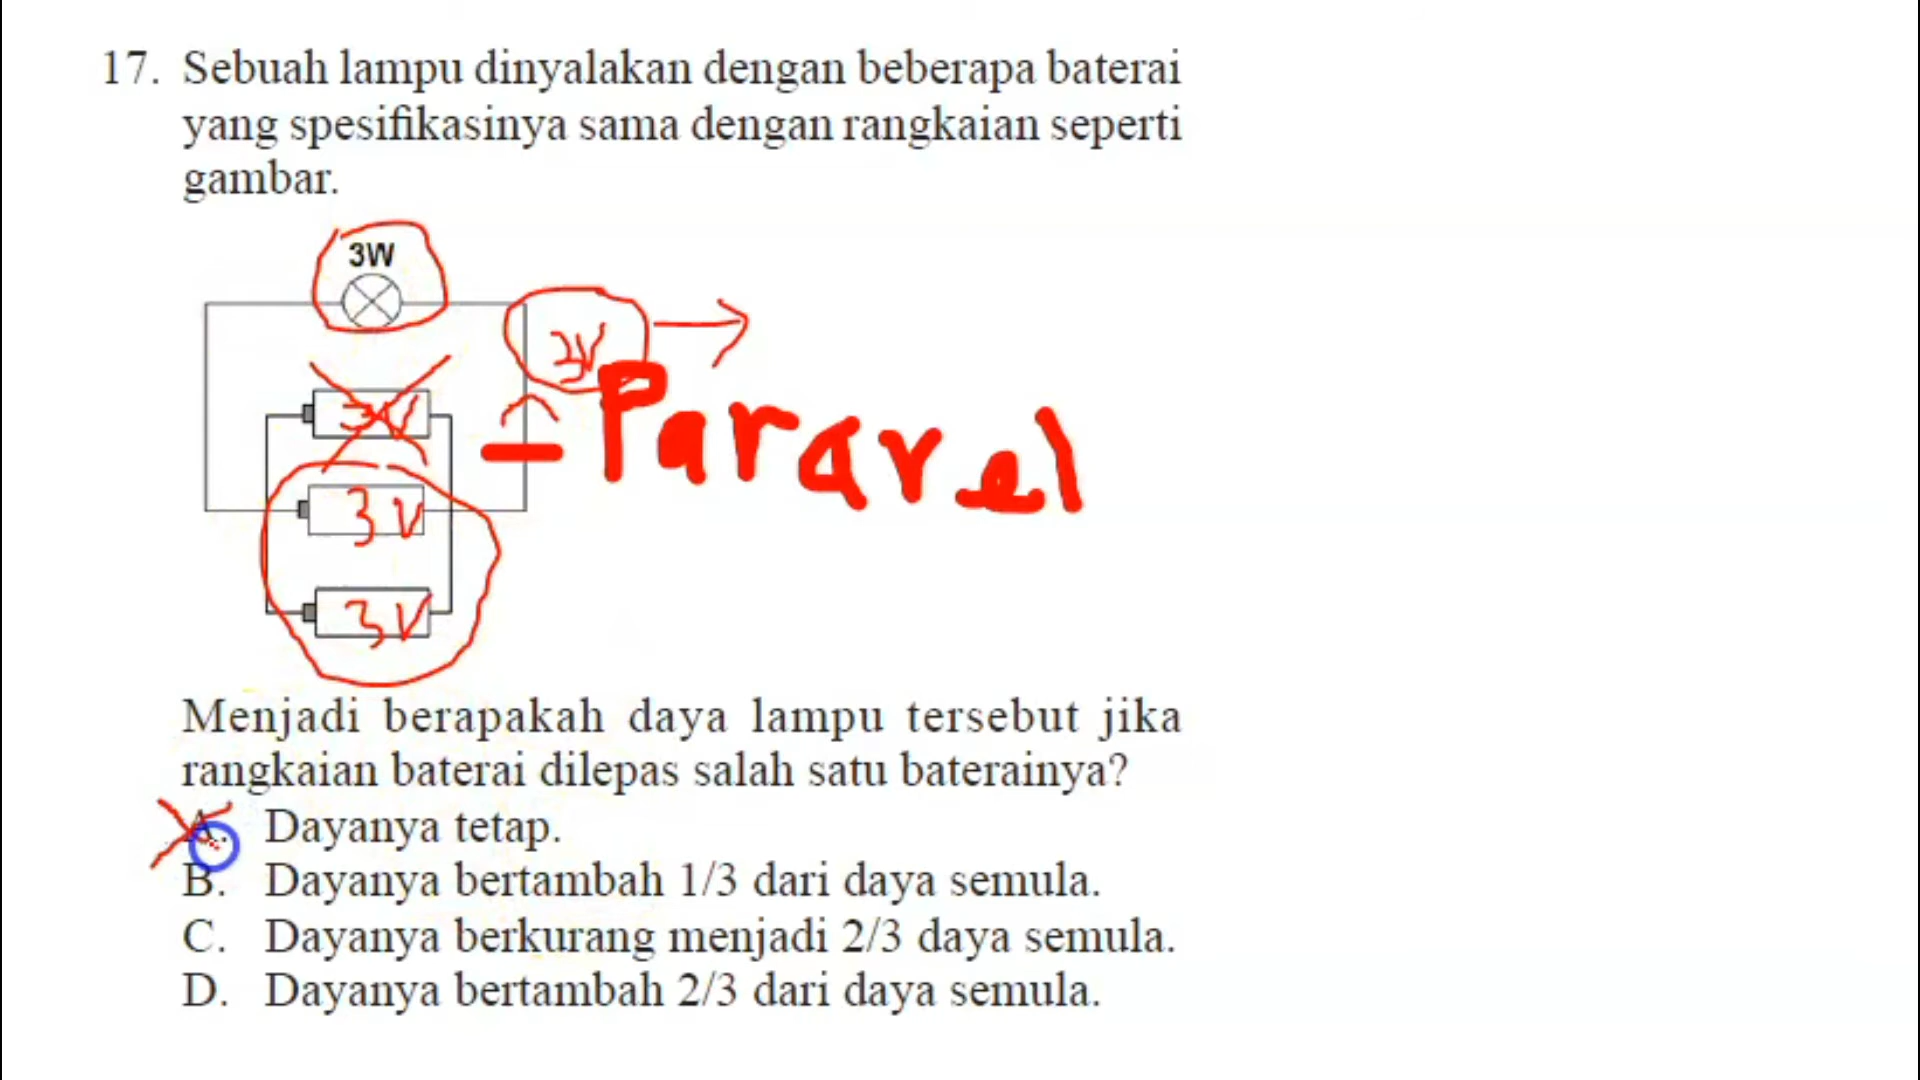 17. Sebuah lampu dinyalakan dengan beberapa baterai
yang spesifikasinya sama dengan rangkaian seperti
gambar.
3W
3V
3V
Pararel
3V
3V
Menjadi berapakah daya lampu tersebut jika
rangkaian baterai dilepas salah satu baterainya?
A. Dayanya tetap.
B. Dayanya bertambah 1/3 dari daya semula.
C. Dayanya berkurang menjadi 2/3 daya semula.
D. Dayanya bertambah 2/3 dari daya semula.